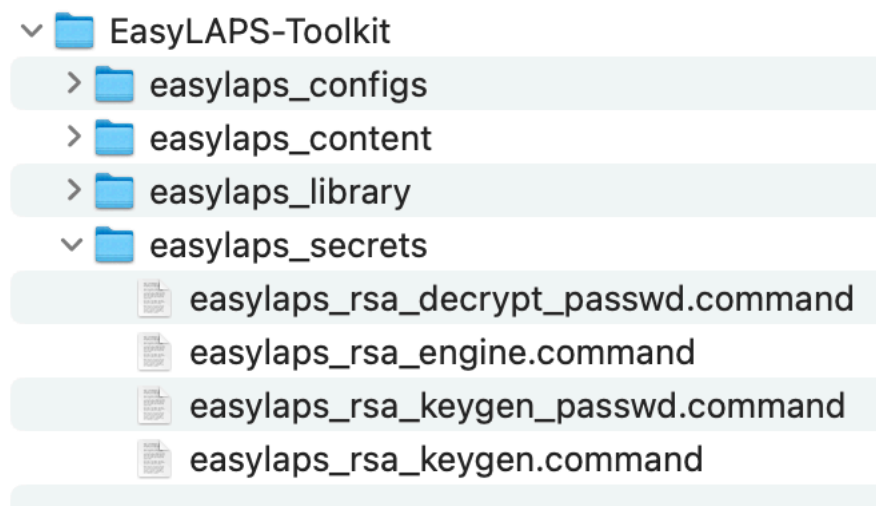 EasyLAPS-Toolkit
easylaps_configs
easylaps_content
easylaps_library
easylaps_secrets
easylaps_rsa_decrypt_passwd.command
easylaps_rsa_engine.command
easylaps_rsa_keygen_passwd.command
easylaps_rsa_keygen.command